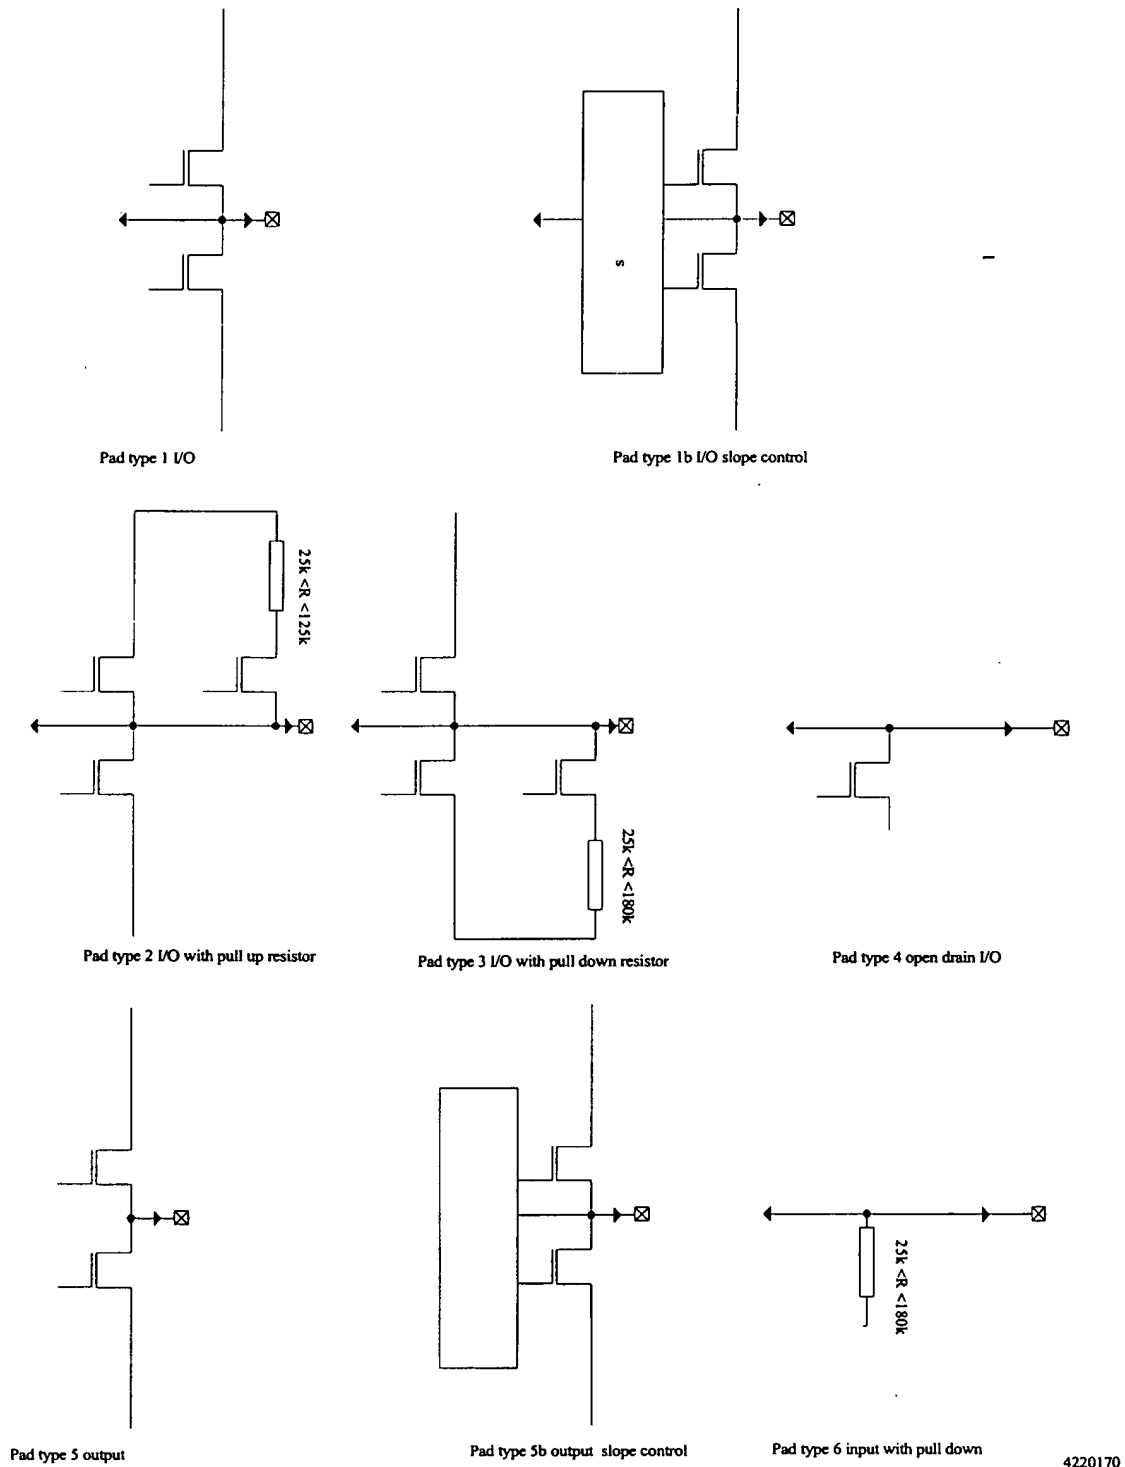 s
Pad type 1 I/O
Pad type 1b I/O slope control
25k <R <125k
25k <R <180k
Pad type 2 I/O with pull up resistor
Pad type 3 I/O with pull down resistor
Pad type 4 open drain I/O
25k <R <180k
Pad type 5 output
Pad type 5b output slope control
Pad type 6 input with pull down
4220170